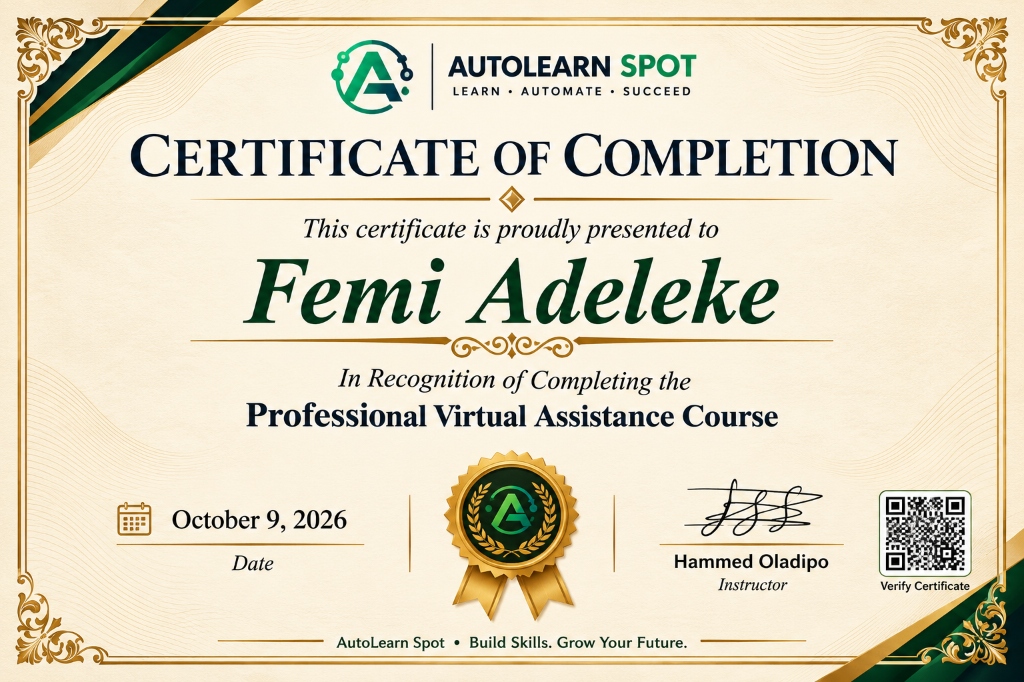 AUTOLEARN SPOT
LEARN • AUTOMATE • SUCCEED
CERTIFICATE OF COMPLETION
This certificate is proudly presented to
Femi Adeleke
In Recognition of Completing the
Professional Virtual Assistance Course
October 9, 2026
Date
Hammed Oladipo
Instructor
Verify Certificate
AutoLearn Spot • Build Skills. Grow Your Future.